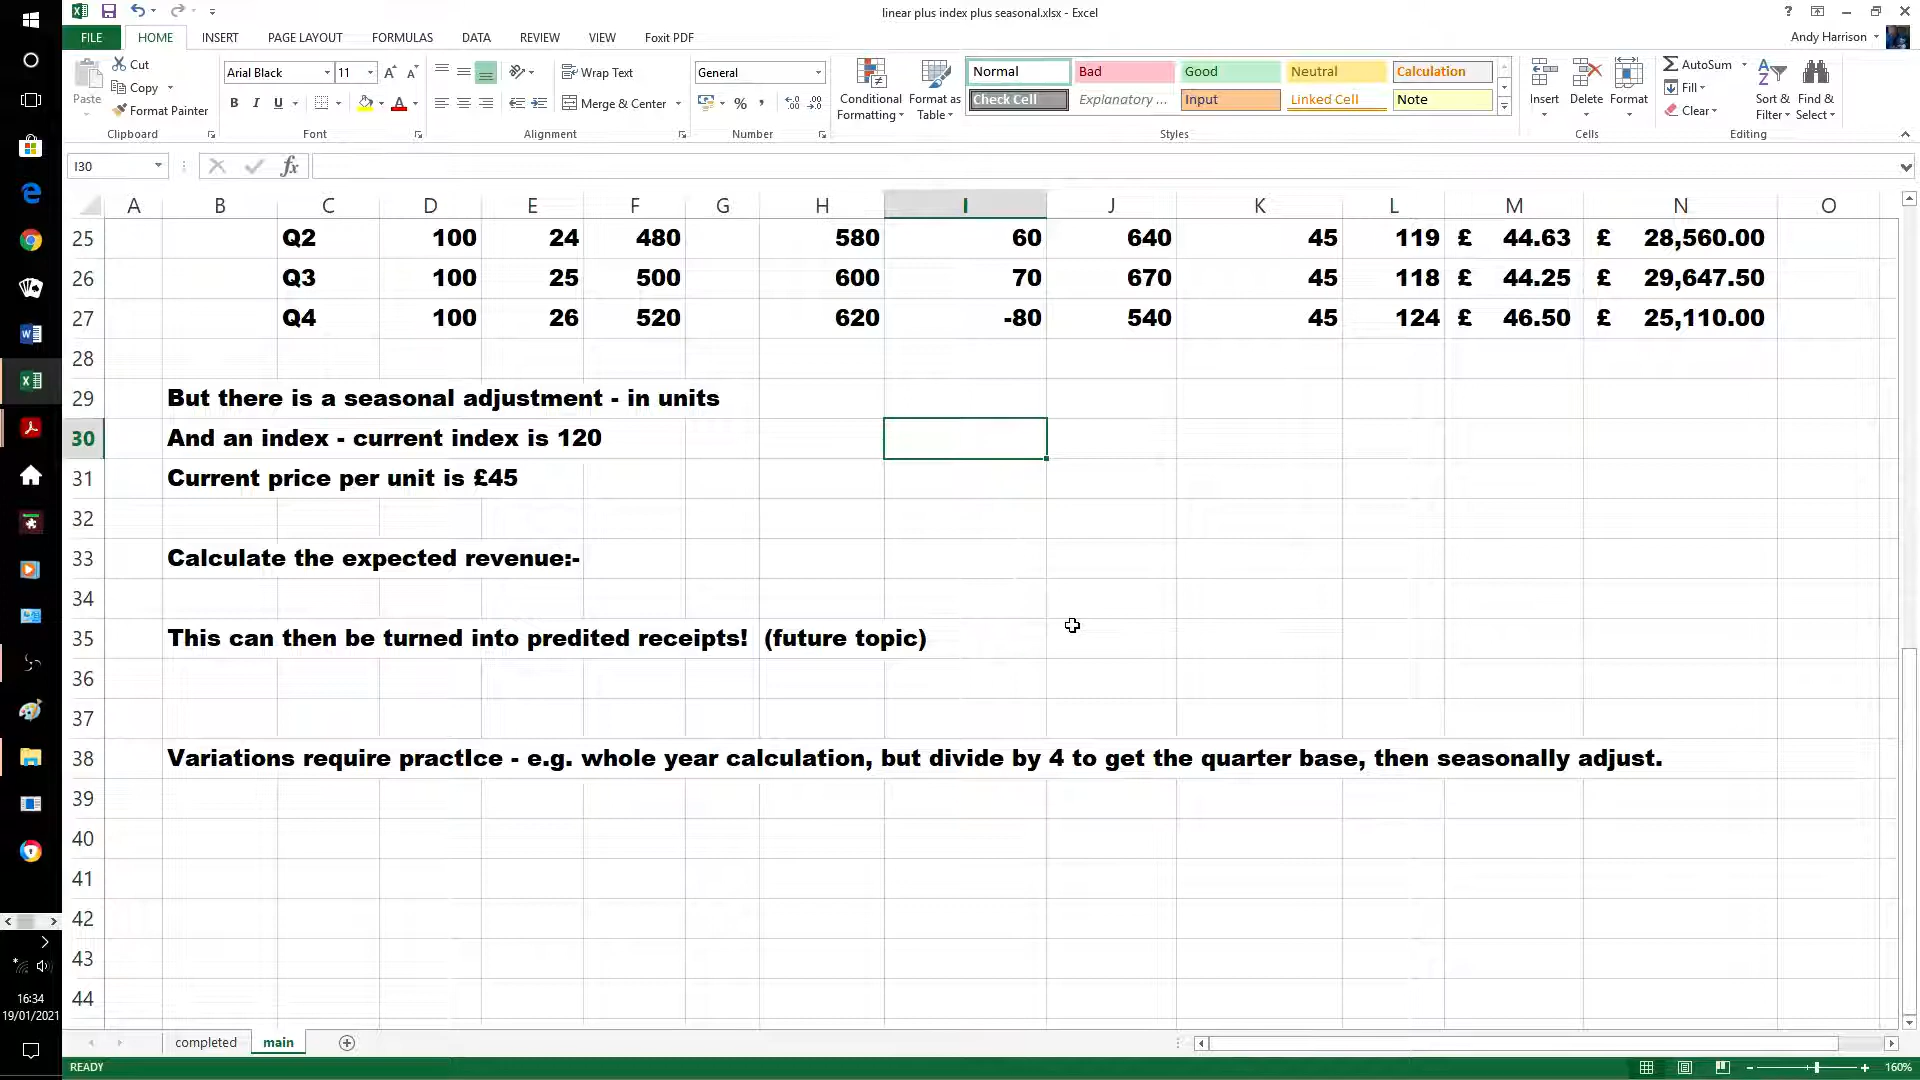 linear plus index plus seasonal.xlsx - Excel
FILE HOME INSERT PAGE LAYOUT FORMULAS DATA REVIEW VIEW Foxit PDF Andy Harrison
Cut
Copy
Format Painter
Paste
Clipboard
Arial Black 11
B I U
Font
Wrap Text
Merge & Center
Alignment
General
Number
Conditional Formatting
Format as Table
Normal Bad Good Neutral Calculation
Check Cell Explanatory ... Input Linked Cell Note
Styles
Insert Delete Format
Cells
AutoSum
Fill
Clear
Sort & Filter
Find & Select
Editing
I30 fx
A B C D E F G H I J K L M N O
25 Q2 100 24 480 580 60 640 45 119 £ 44.63 £ 28,560.00
26 Q3 100 25 500 600 70 670 45 118 £ 44.25 £ 29,647.50
27 Q4 100 26 520 620 -80 540 45 124 £ 46.50 £ 25,110.00
28
29 But there is a seasonal adjustment - in units
30 And an index - current index is 120
31 Current price per unit is £45
32
33 Calculate the expected revenue:-
34
35 This can then be turned into predited receipts! (future topic)
36
37
38 Variations require practIce - e.g. whole year calculation, but divide by 4 to get the quarter base, then seasonally adjust.
39
40
41
42
43
44
16:34
19/01/2021
completed main
READY 160%